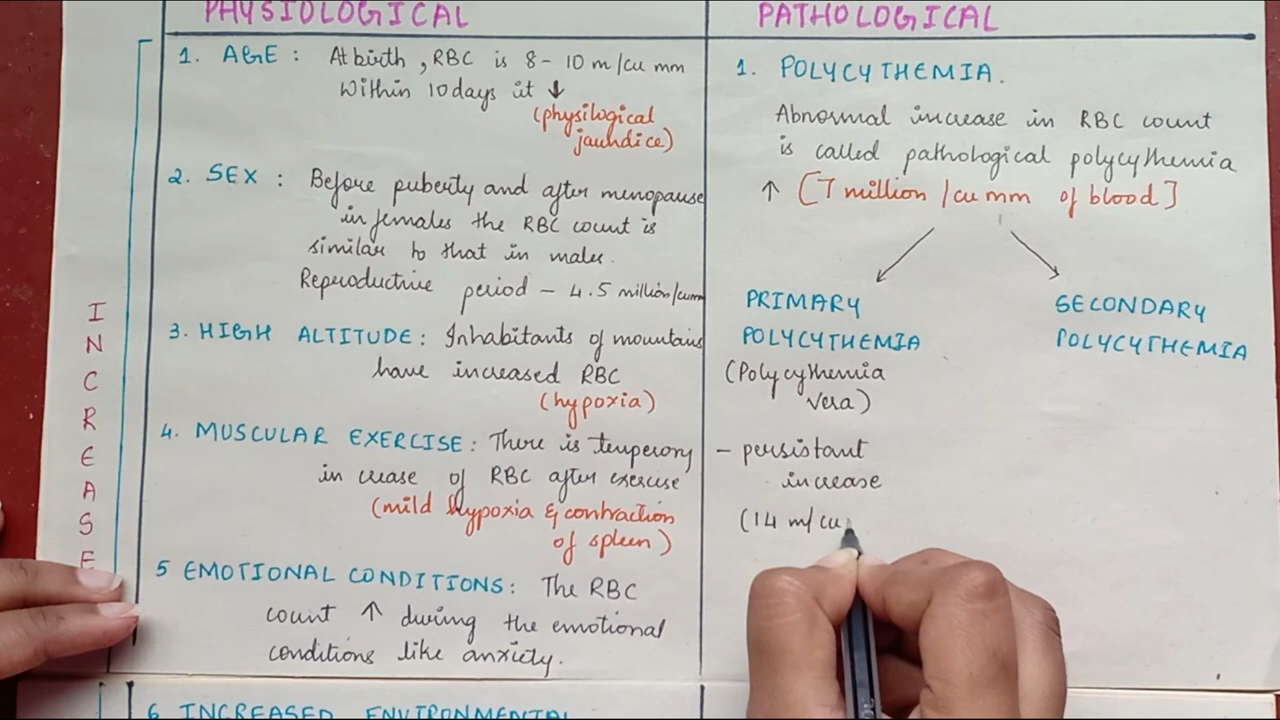 PHYSIOLOGICAL
1. AGE : At birth , RBC is 8 - 10 m/cu mm
Within 10 days it ↓
(physilogical
jaundice)
2. SEX : Before puberty and after menopause
in females the RBC count is
similar to that in males.
Reproductive period - 4.5 million/cumm
3. HIGH ALTITUDE : Inhabitants of mountains
have increased RBC
(hypoxia)
4. MUSCULAR EXERCISE : There is temperory
in crease of RBC after exercise
(mild hypoxia & contraction
of spleen)
5 EMOTIONAL CONDITIONS : The RBC
count ↑ during the emotional
conditions like anxiety.
6 INCREASED ENVIRONMENTAL
INCREASE
PATHOLOGICAL
1. POLYCYTHEMIA.
Abnormal increase in RBC count
is called pathological polycythemia
↑ [7 million /cu mm of blood]
PRIMARY
POLYCYTHEMIA
(Polycythemia
Vera)
- persistant
increase
(14 m/cu
SECONDARY
POLYCYTHEMIA